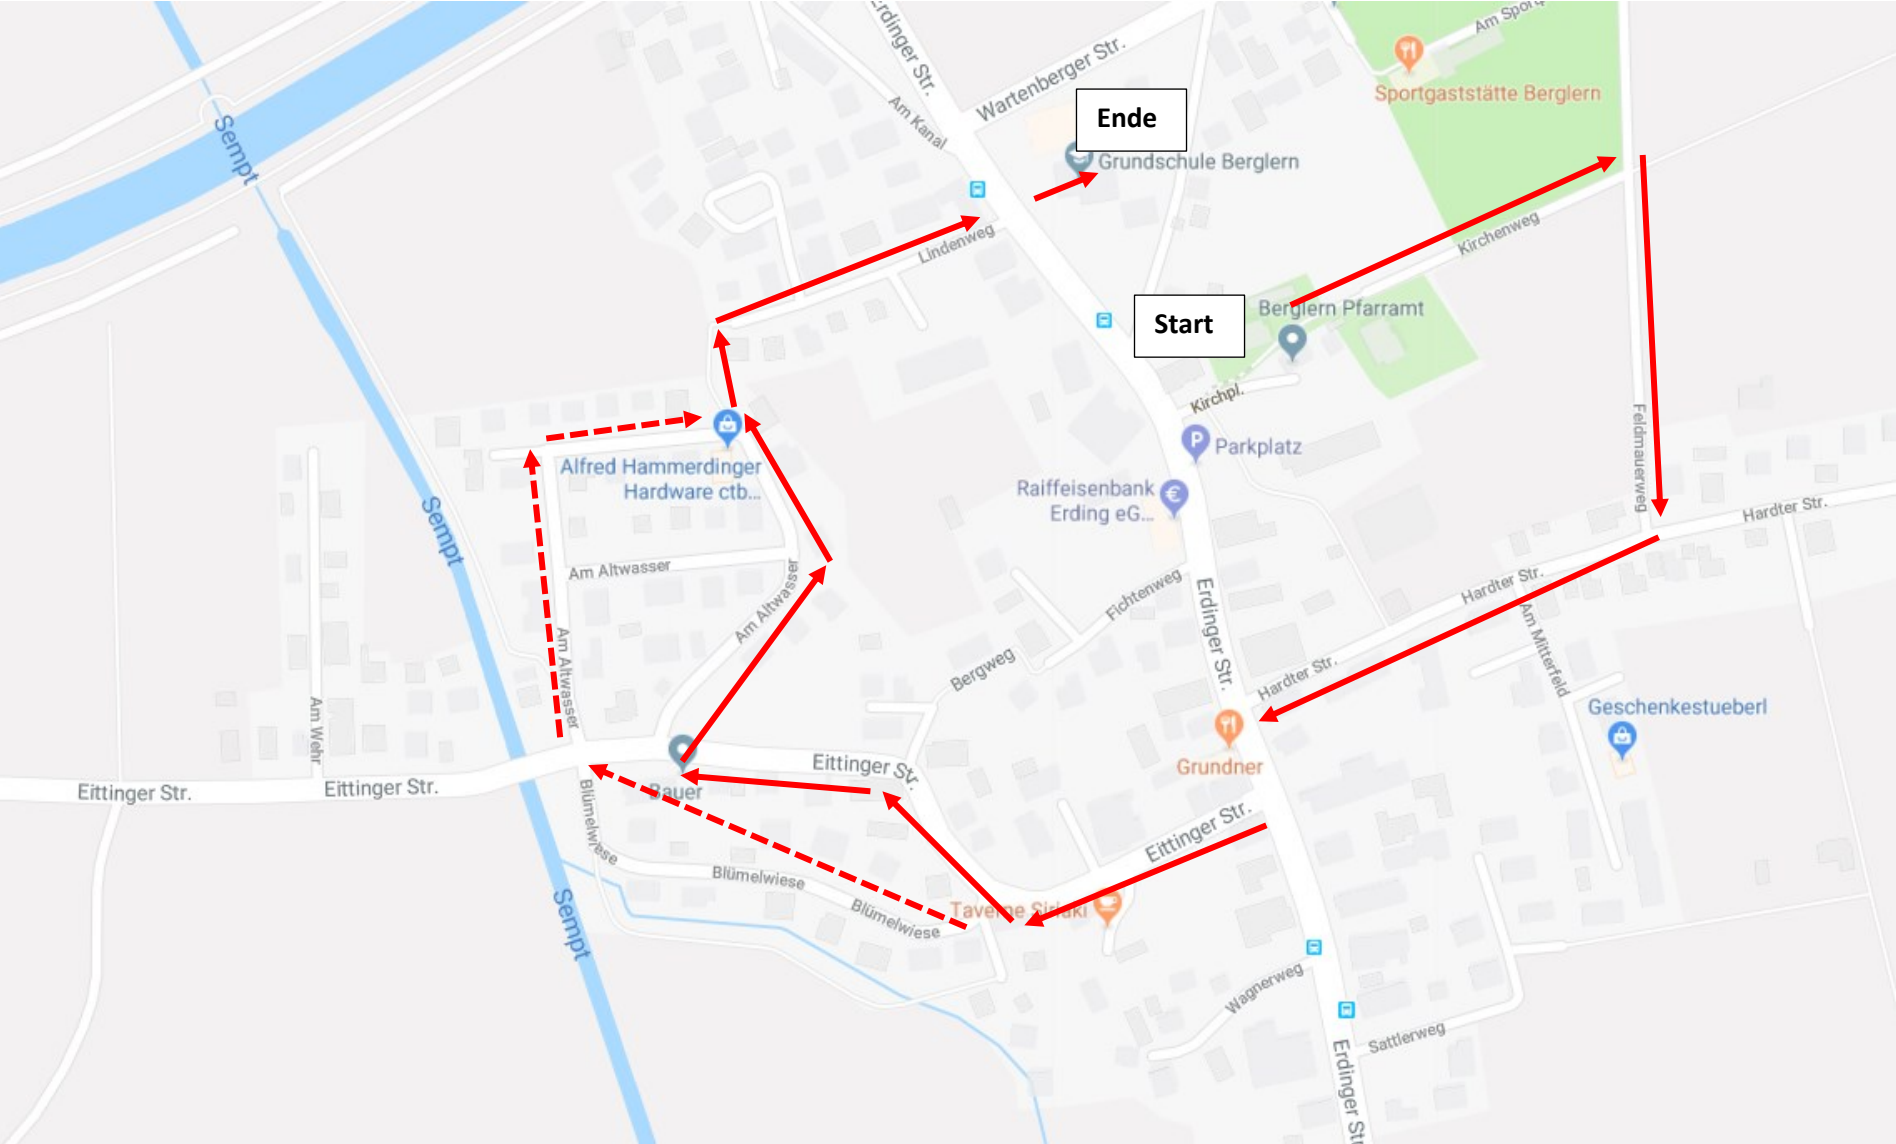 Erdinger Str.
Am Sport
Sportgaststätte Berglern
Wartenberger Str.
Am Kanal
Ende
Grundschule Berglern
Sempt
Kirchenweg
Lindenweg
Start
Berglern Pfarramt
Kirchpl.
Parkplatz
Raiffeisenbank
Erding eG...
Feldmauerweg
Hardter Str.
Alfred Hammerdinger
Hardware ctb...
Sempt
Am Altwasser
Am Altwasser
Am Altwasser
Fichtenweg
Erdinger Str.
Hardter Str.
Am Mitterfeld
Bergweg
Hardter Str.
Geschenkestueberl
Am Wehr
Grundner
Eittinger Str.
Eittinger Str.
Eittinger Str.
Bauer
Blümelwiese
Eittinger Str.
Blümelwiese
Blümelwiese
Taverne Sirtaki
Sempt
Wagnerweg
Sattlerweg
Erdinger Str